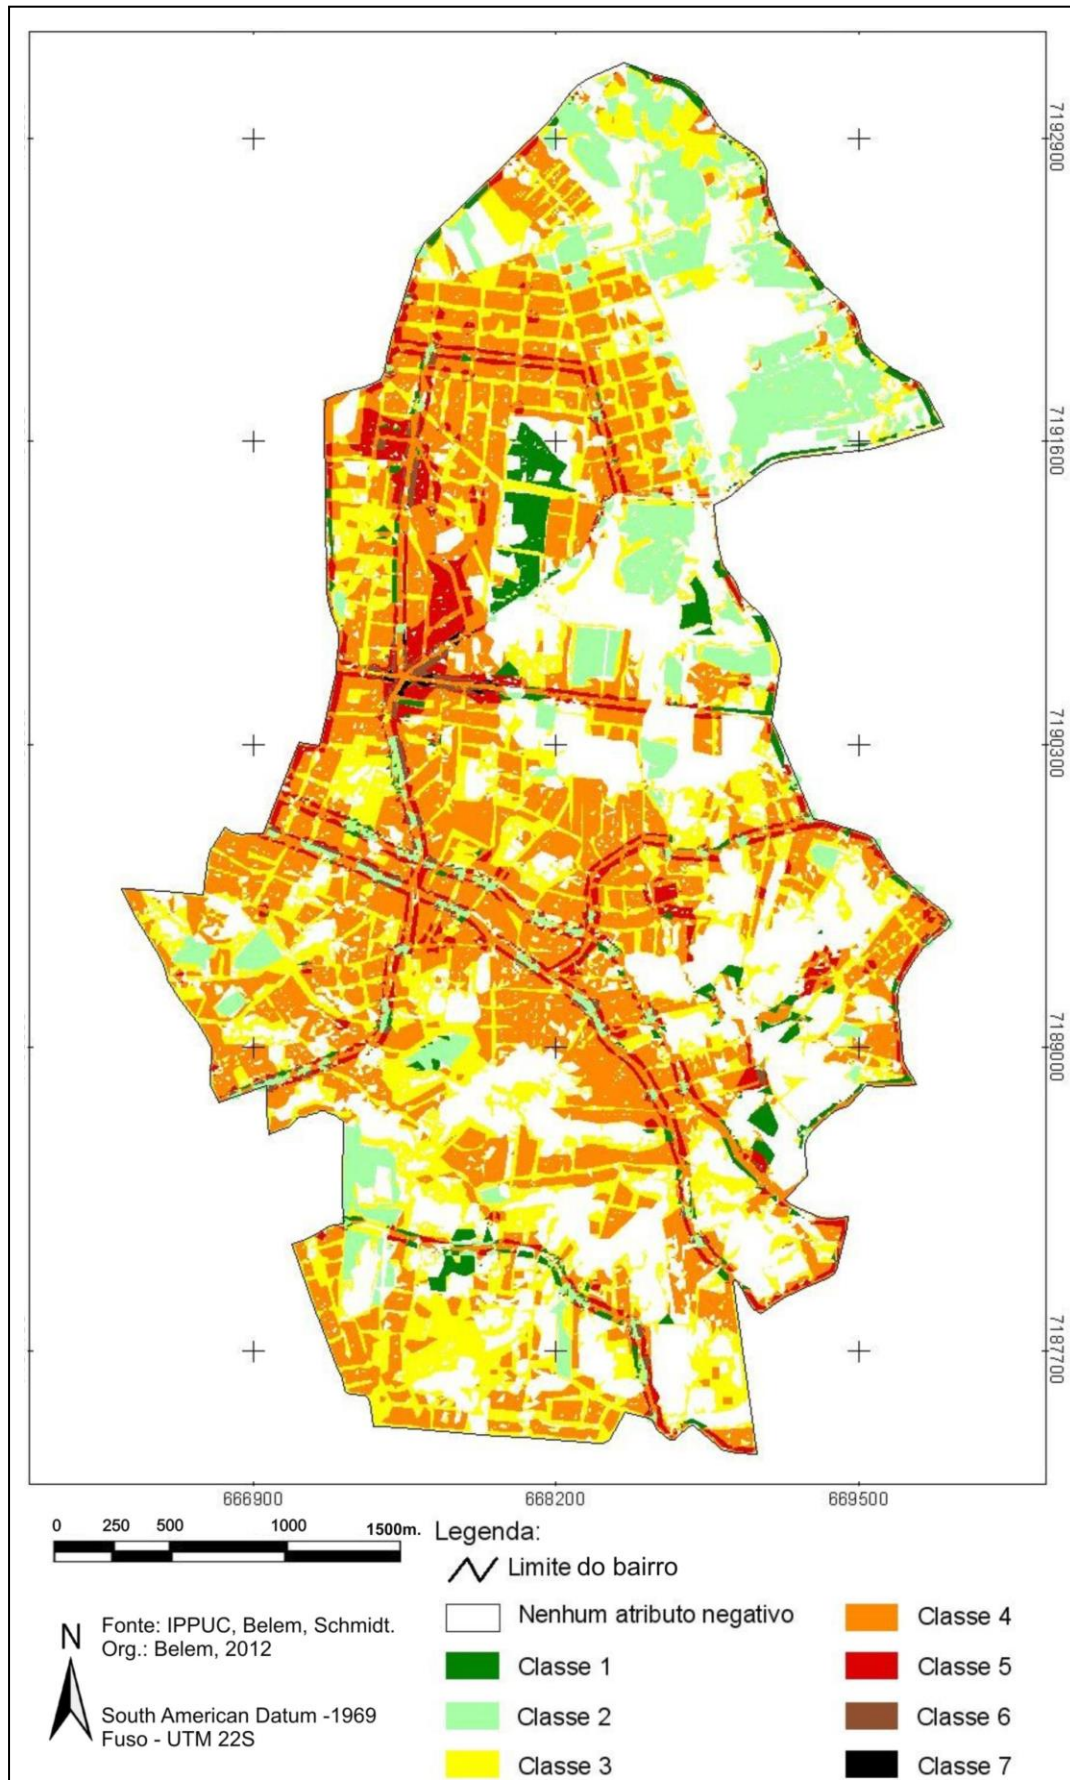 7192900
7191600
7190300
7189000
7187700
666900 668200 669500
0 250 500 1000 1500m.
Legenda:
Limite do bairro
Nenhum atributo negativo
Classe 1
Classe 2
Classe 3
Classe 4
Classe 5
Classe 6
Classe 7
N
Fonte: IPPUC, Belem, Schmidt.
Org.: Belem, 2012
South American Datum -1969
Fuso - UTM 22S